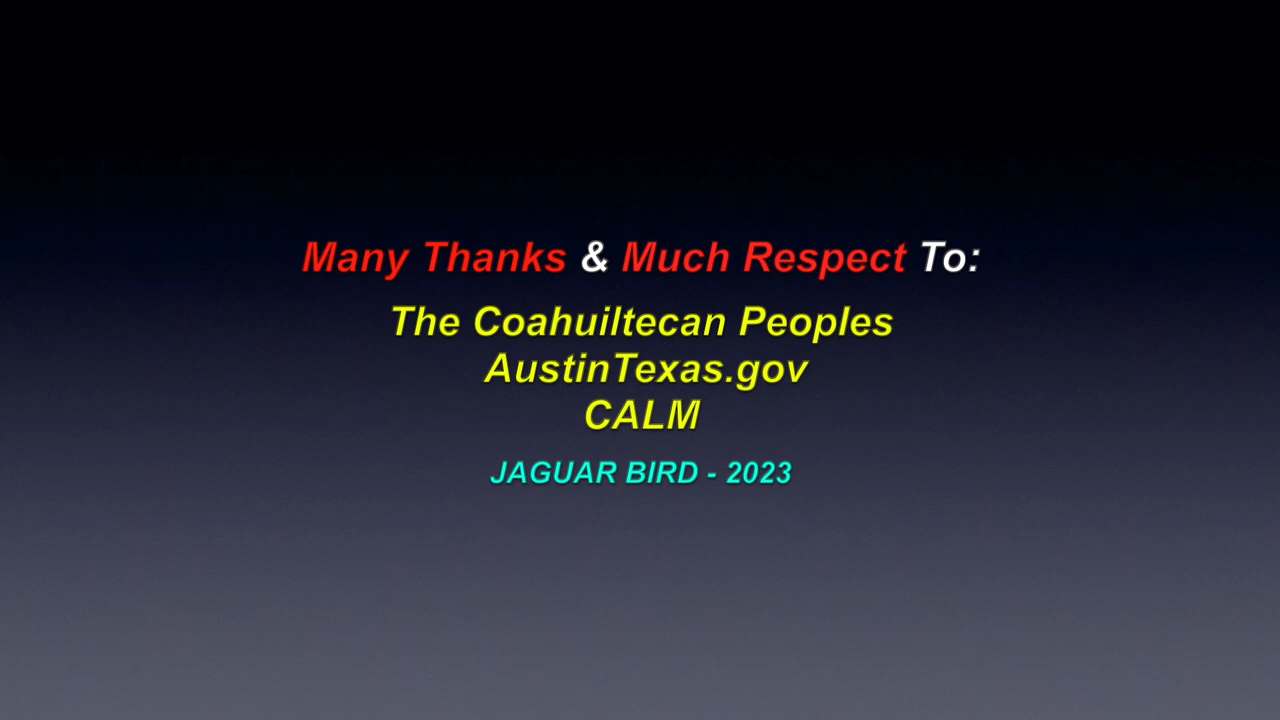 Many Thanks & Much Respect To:
The Coahuiltecan Peoples
AustinTexas.gov
CALM
JAGUAR BIRD - 2023